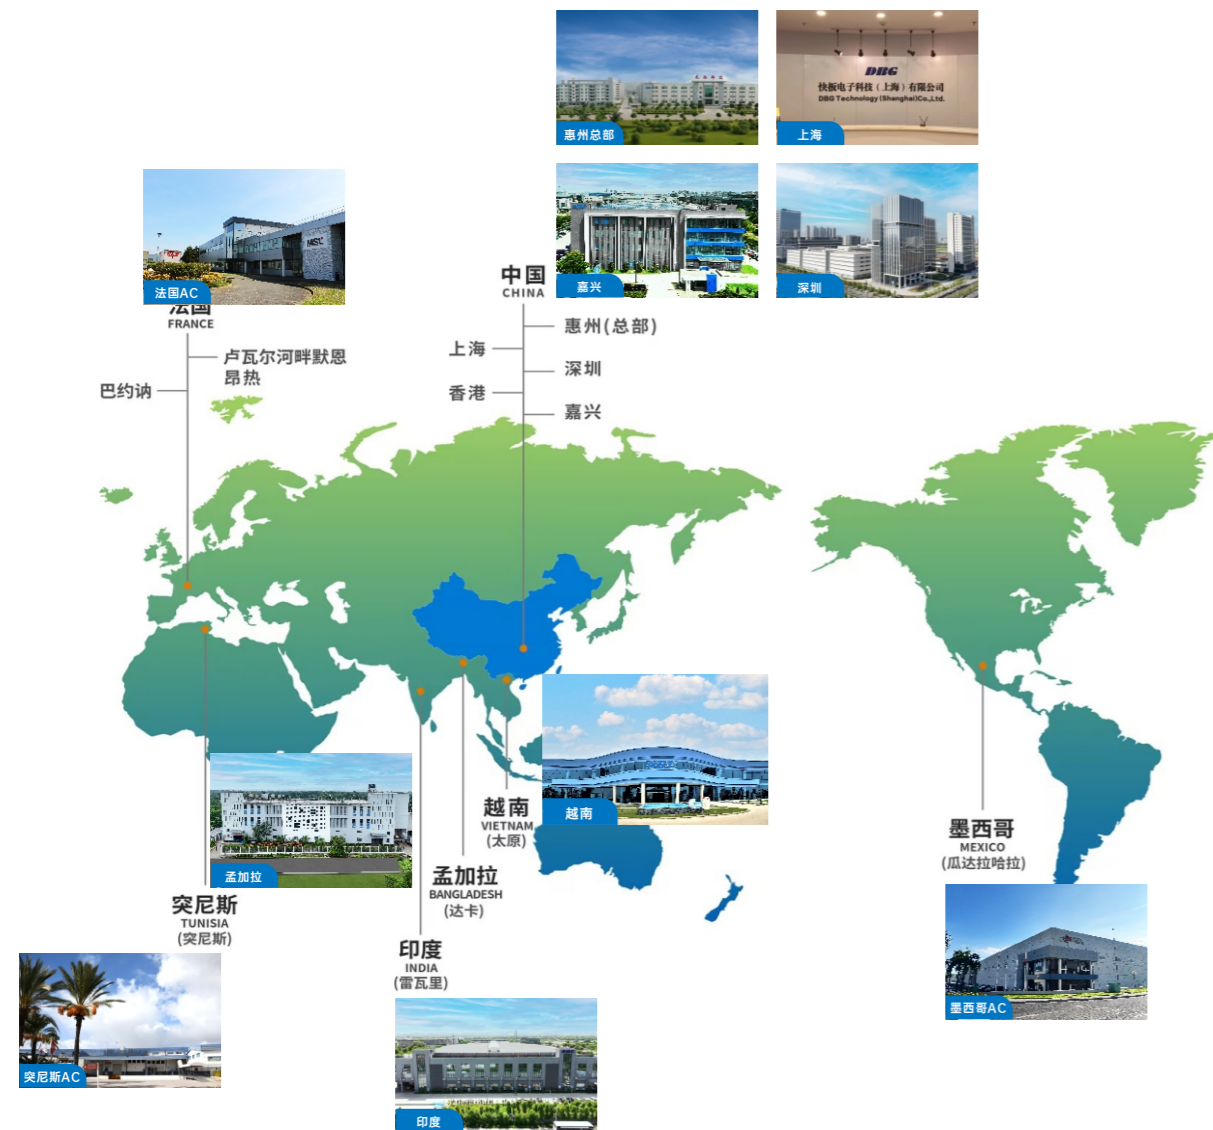 DBG
快板电子科技(上海)有限公司
DBG Technology (Shanghai)Co.,Ltd.
惠州总部
上海
MSL
法国AC
嘉兴
深圳
法国
FRANCE
卢瓦尔河畔默恩
昂热
巴约讷
中国
CHINA
惠州(总部)
上海
深圳
香港
嘉兴
越南
越南
VIETNAM
(太原)
孟加拉
孟加拉
BANGLADESH
(达卡)
墨西哥
MEXICO
(瓜达拉哈拉)
墨西哥AC
突尼斯
TUNISIA
(突尼斯)
突尼斯AC
印度
INDIA
(雷瓦里)
印度